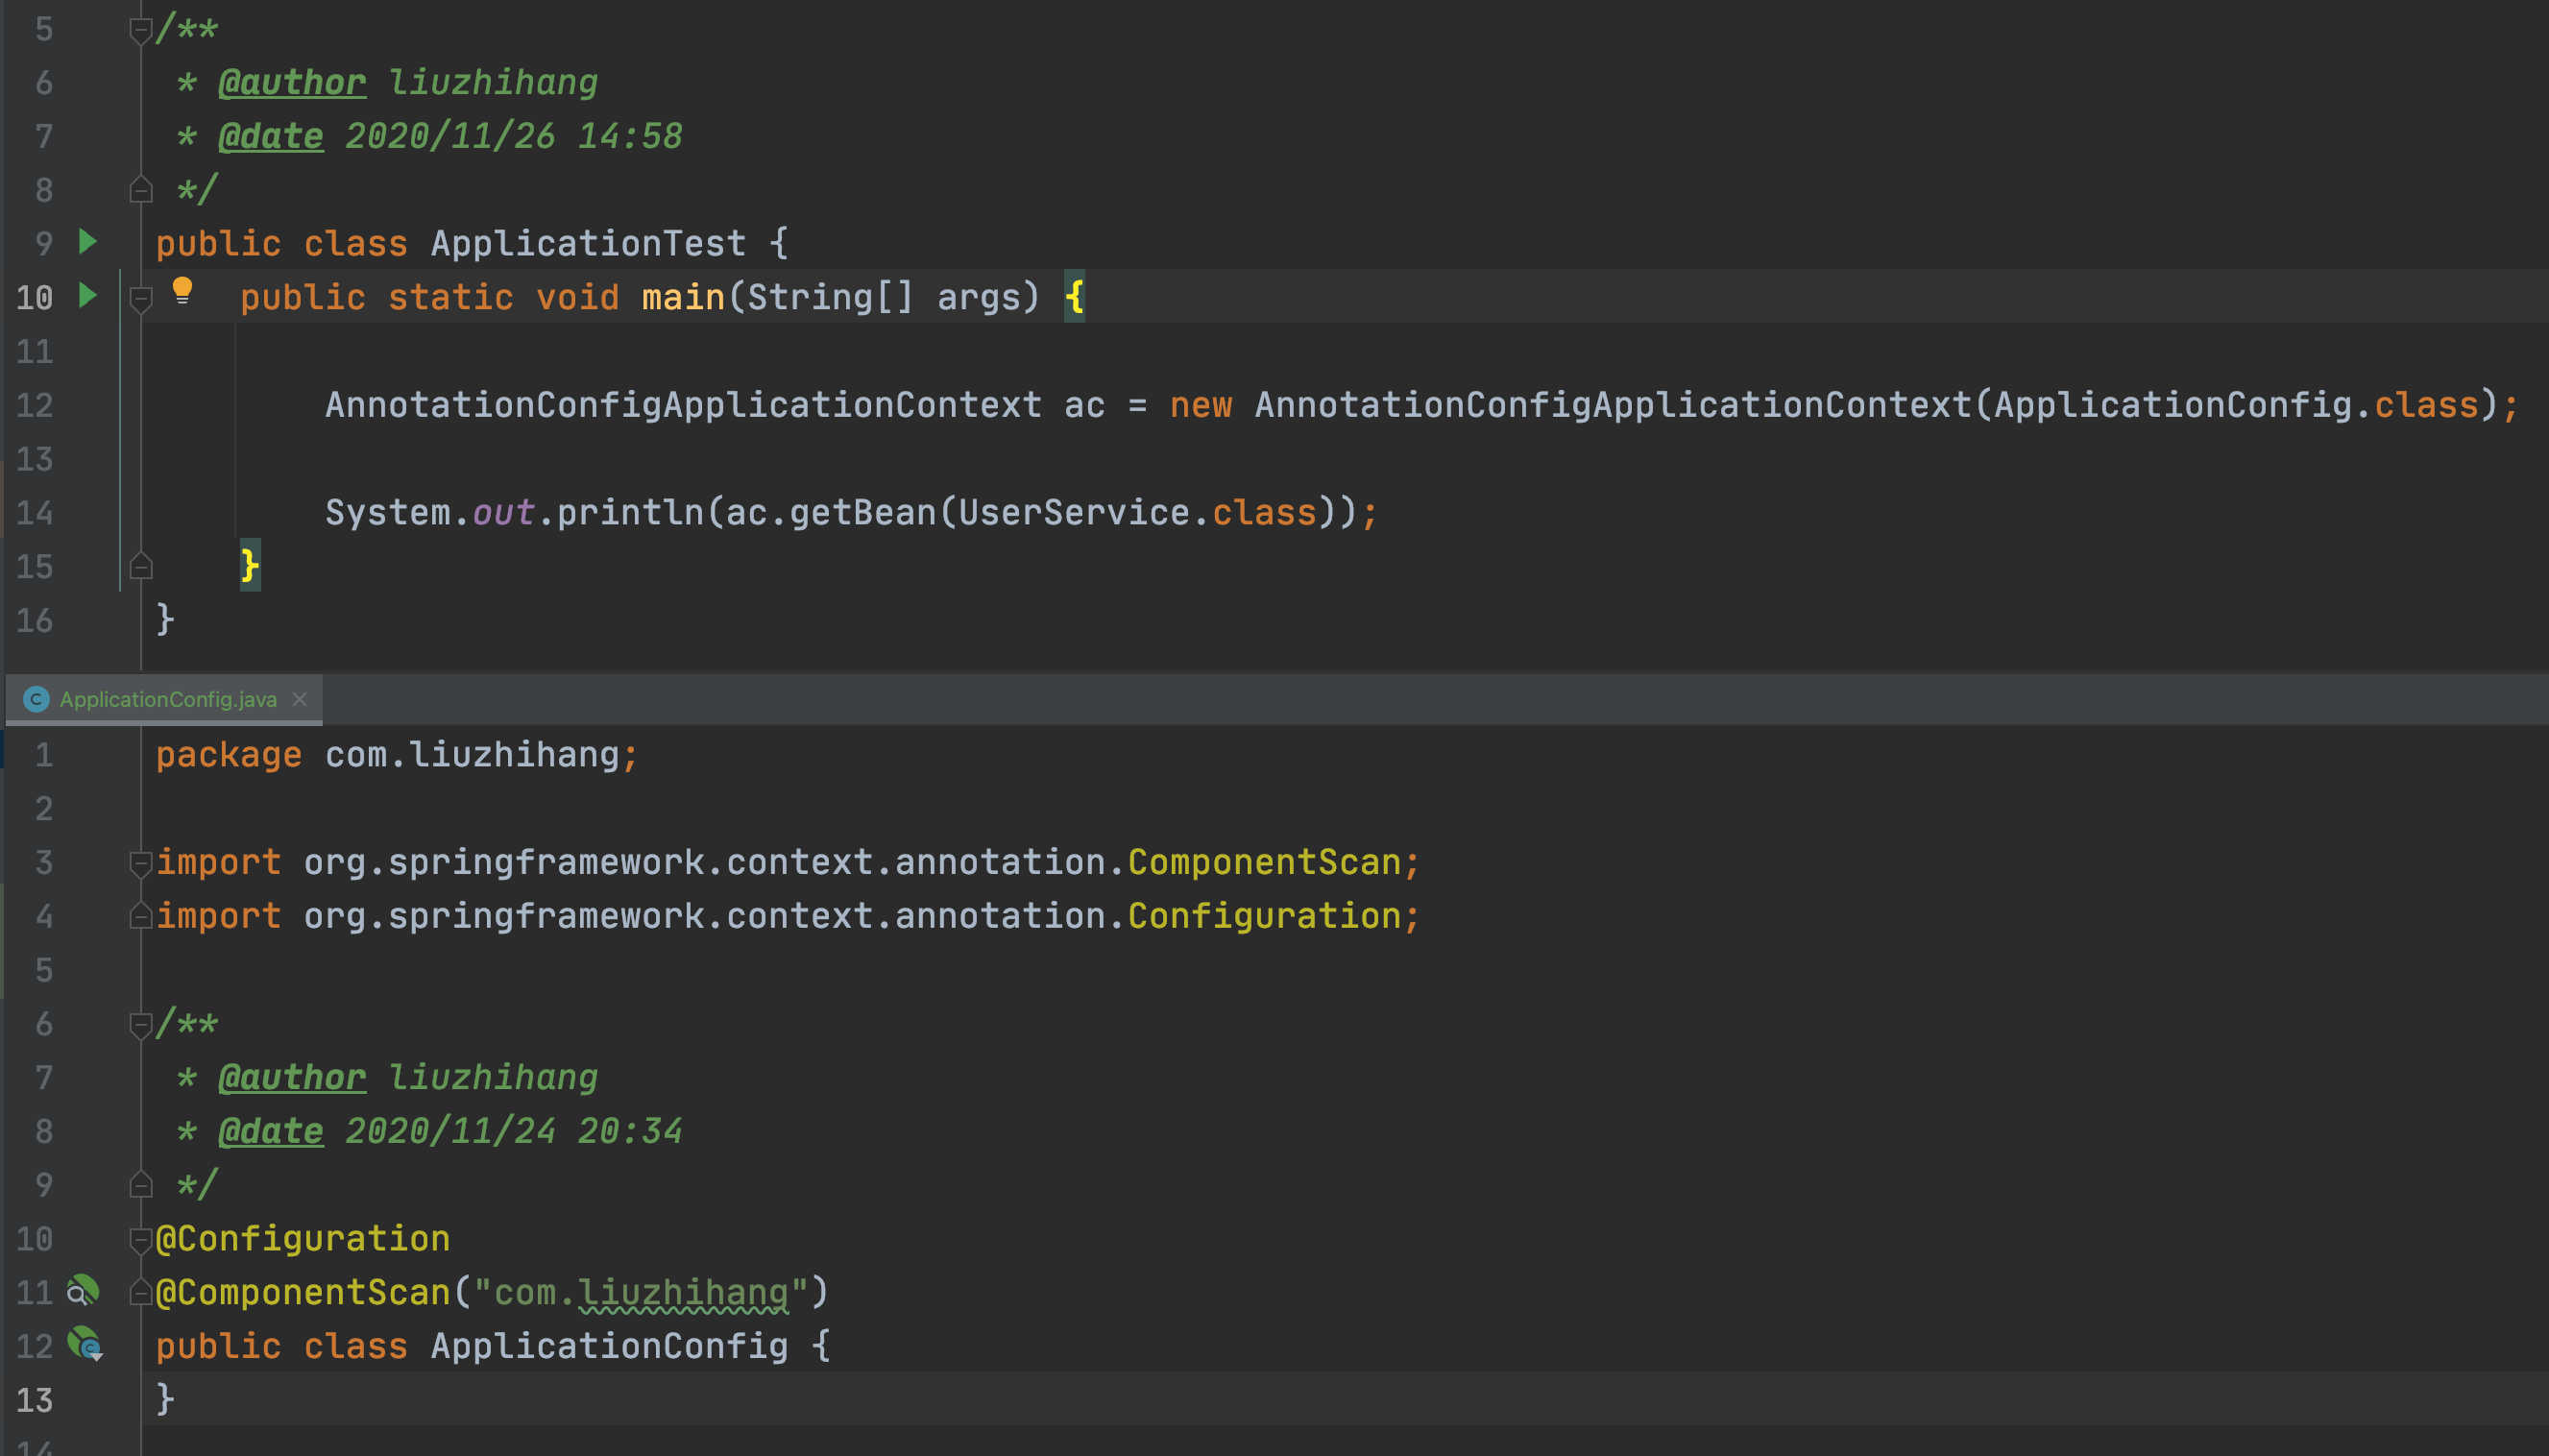 5 /**
6  * @author liuzhihang
7  * @date 2020/11/26 14:58
8  */
9 public class ApplicationTest {
10     public static void main(String[] args) {
11
12         AnnotationConfigApplicationContext ac = new AnnotationConfigApplicationContext(ApplicationConfig.class);
13
14         System.out.println(ac.getBean(UserService.class));
15     }
16 }
ApplicationConfig.java
1 package com.liuzhihang;
2
3 import org.springframework.context.annotation.ComponentScan;
4 import org.springframework.context.annotation.Configuration;
5
6 /**
7  * @author liuzhihang
8  * @date 2020/11/24 20:34
9  */
10 @Configuration
11 @ComponentScan("com.liuzhihang")
12 public class ApplicationConfig {
13 }
14